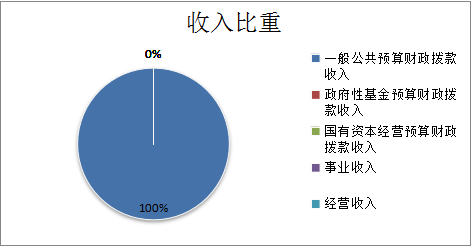 收入比重
0%
100%
一般公共预算财政拨款
收入
政府性基金预算财政拨
款收入
国有资本经营预算财政
拨款收入
事业收入
经营收入